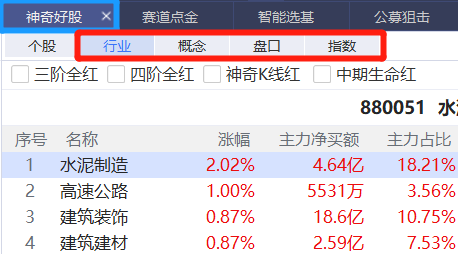 神奇好股 × 赛道点金 智能选基 公募狙击
个股 行业 概念 盘口 指数
三阶全红 四阶全红 神奇K线红 中期生命红
880051
序号 名称 涨幅 主力净买额 主力占比
1 水泥制造 2.02% 4.64亿 18.21%
2 高速公路 1.00% 5531万 3.56%
3 建筑装饰 0.87% 18.6亿 10.75%
4 建筑建材 0.87% 2.59亿 7.53%